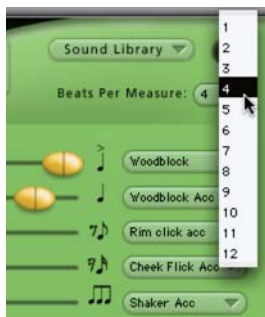 Sound Library
Beats Per Measure: 4
1
2
3
4
5
6
7
8
9
10
11
12
Woodblock
Woodblock Acc
Rim click acc
Cheek Flick Acc
Shaker Acc